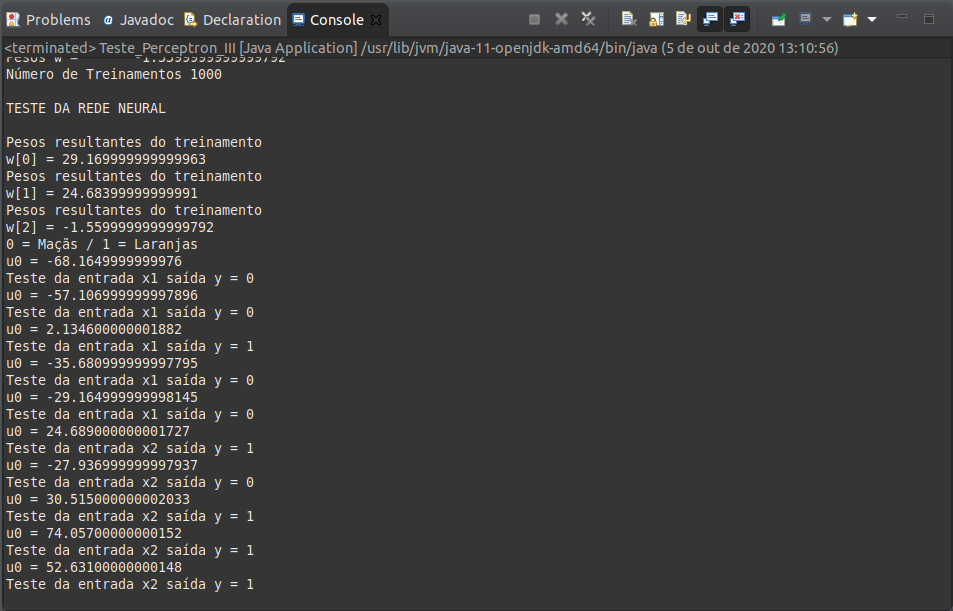 Problems @ Javadoc Declaration Console
<terminated> Teste_Perceptron_III [Java Application] /usr/lib/jvm/java-11-openjdk-amd64/bin/java (5 de out de 2020 13:10:56)
Pesos w = -1.5599999999999792
Número de Treinamentos 1000
TESTE DA REDE NEURAL
Pesos resultantes do treinamento
w[0] = 29.169999999999963
Pesos resultantes do treinamento
w[1] = 24.68399999999991
Pesos resultantes do treinamento
w[2] = -1.5599999999999792
0 = Maçãs / 1 = Laranjas
u0 = -68.1649999999976
Teste da entrada x1 saída y = 0
u0 = -57.106999999997896
Teste da entrada x1 saída y = 0
u0 = 2.134600000001882
Teste da entrada x1 saída y = 1
u0 = -35.680999999997795
Teste da entrada x1 saída y = 0
u0 = -29.164999999998145
Teste da entrada x1 saída y = 0
u0 = 24.689000000001727
Teste da entrada x2 saída y = 1
u0 = -27.936999999997937
Teste da entrada x2 saída y = 0
u0 = 30.515000000002033
Teste da entrada x2 saída y = 1
u0 = 74.05700000000152
Teste da entrada x2 saída y = 1
u0 = 52.63100000000148
Teste da entrada x2 saída y = 1